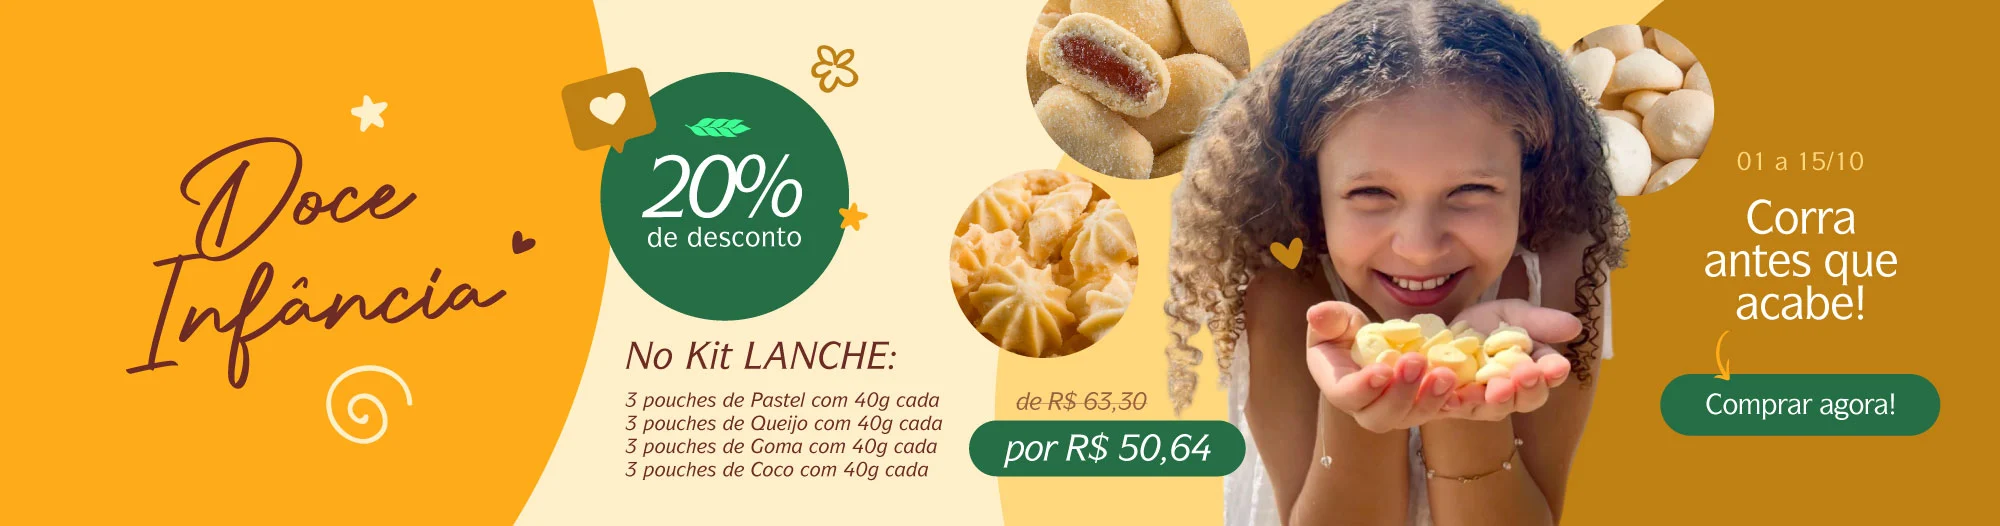 Doce
Infância
20%
de desconto
No Kit LANCHE:
3 pouches de Pastel com 40g cada
3 pouches de Queijo com 40g cada
3 pouches de Goma com 40g cada
3 pouches de Coco com 40g cada
de R$ 63,30
por R$ 50,64
01 a 15/10
Corra
antes que
acabe!
Comprar agora!